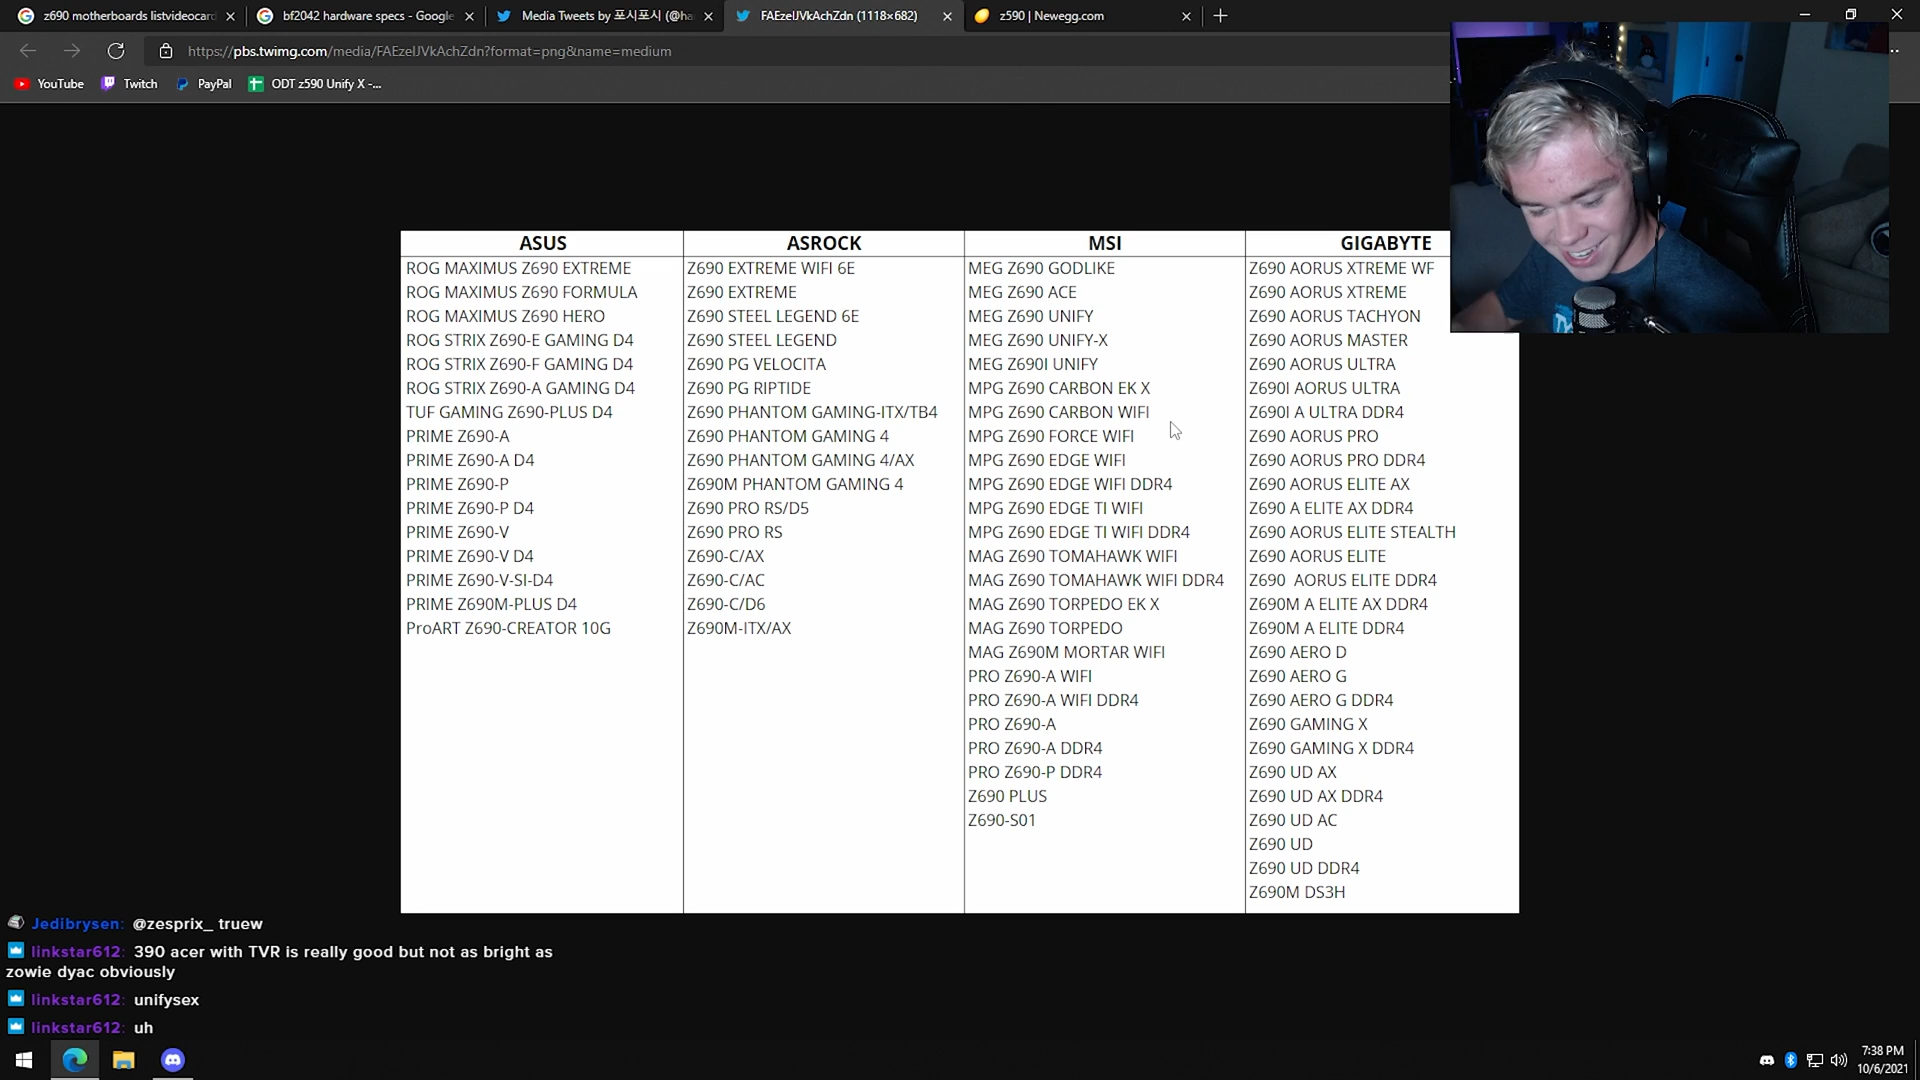 z690 motherboards listvideocard
bf2042 hardware specs - Google
Media Tweets by 포시포시 (@ha
FAEzelJVkAchZdn (1118×682)
z590 | Newegg.com
https://pbs.twimg.com/media/FAEzelJVkAchZdn?format=png&name=medium
YouTube
Twitch
PayPal
ODT z590 Unify X -...
ASUS
ROG MAXIMUS Z690 EXTREME
ROG MAXIMUS Z690 FORMULA
ROG MAXIMUS Z690 HERO
ROG STRIX Z690-E GAMING D4
ROG STRIX Z690-F GAMING D4
ROG STRIX Z690-A GAMING D4
TUF GAMING Z690-PLUS D4
PRIME Z690-A
PRIME Z690-A D4
PRIME Z690-P
PRIME Z690-P D4
PRIME Z690-V
PRIME Z690-V D4
PRIME Z690-V-SI-D4
PRIME Z690M-PLUS D4
ProART Z690-CREATOR 10G
ASROCK
Z690 EXTREME WIFI 6E
Z690 EXTREME
Z690 STEEL LEGEND 6E
Z690 STEEL LEGEND
Z690 PG VELOCITA
Z690 PG RIPTIDE
Z690 PHANTOM GAMING-ITX/TB4
Z690 PHANTOM GAMING 4
Z690 PHANTOM GAMING 4/AX
Z690M PHANTOM GAMING 4
Z690 PRO RS/D5
Z690 PRO RS
Z690-C/AX
Z690-C/AC
Z690-C/D6
Z690M-ITX/AX
MSI
MEG Z690 GODLIKE
MEG Z690 ACE
MEG Z690 UNIFY
MEG Z690 UNIFY-X
MEG Z690I UNIFY
MPG Z690 CARBON EK X
MPG Z690 CARBON WIFI
MPG Z690 FORCE WIFI
MPG Z690 EDGE WIFI
MPG Z690 EDGE WIFI DDR4
MPG Z690 EDGE TI WIFI
MPG Z690 EDGE TI WIFI DDR4
MAG Z690 TOMAHAWK WIFI
MAG Z690 TOMAHAWK WIFI DDR4
MAG Z690 TORPEDO EK X
MAG Z690 TORPEDO
MAG Z690M MORTAR WIFI
PRO Z690-A WIFI
PRO Z690-A WIFI DDR4
PRO Z690-A
PRO Z690-A DDR4
PRO Z690-P DDR4
Z690 PLUS
Z690-S01
GIGABYTE
Z690 AORUS XTREME WF
Z690 AORUS XTREME
Z690 AORUS TACHYON
Z690 AORUS MASTER
Z690 AORUS ULTRA
Z690I AORUS ULTRA
Z690I A ULTRA DDR4
Z690 AORUS PRO
Z690 AORUS PRO DDR4
Z690 AORUS ELITE AX
Z690 A ELITE AX DDR4
Z690 AORUS ELITE STEALTH
Z690 AORUS ELITE
Z690 AORUS ELITE DDR4
Z690M A ELITE AX DDR4
Z690M A ELITE DDR4
Z690 AERO D
Z690 AERO G
Z690 AERO G DDR4
Z690 GAMING X
Z690 GAMING X DDR4
Z690 UD AX
Z690 UD AX DDR4
Z690 UD AC
Z690 UD
Z690 UD DDR4
Z690M DS3H
Jedibrysen: @zesprix_ truew
linkstar612: 390 acer with TVR is really good but not as bright as
zowie dyac obviously
linkstar612: unifysex
linkstar612: uh
7:38 PM
10/6/2021